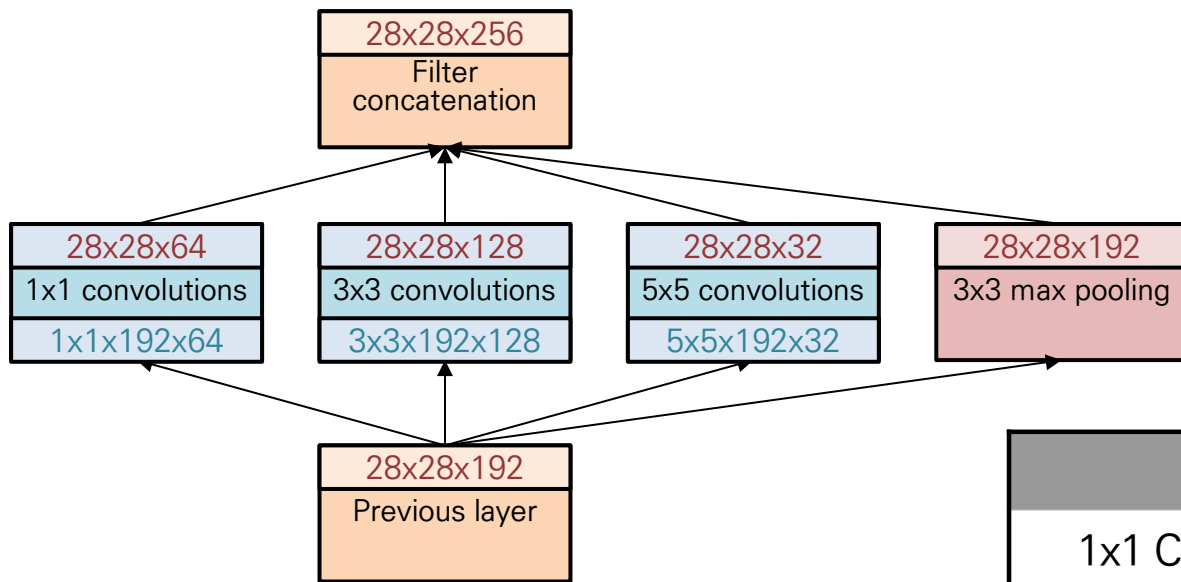 28x28x256
Filter
concatenation
28x28x64
28x28x128
28x28x32
28x28x192
1x1 convolutions
3x3 convolutions
5x5 convolutions
3x3 max pooling
1x1x192x64
3x3x192x128
5x5x192x32
28x28x192
Previous layer
1x1 C